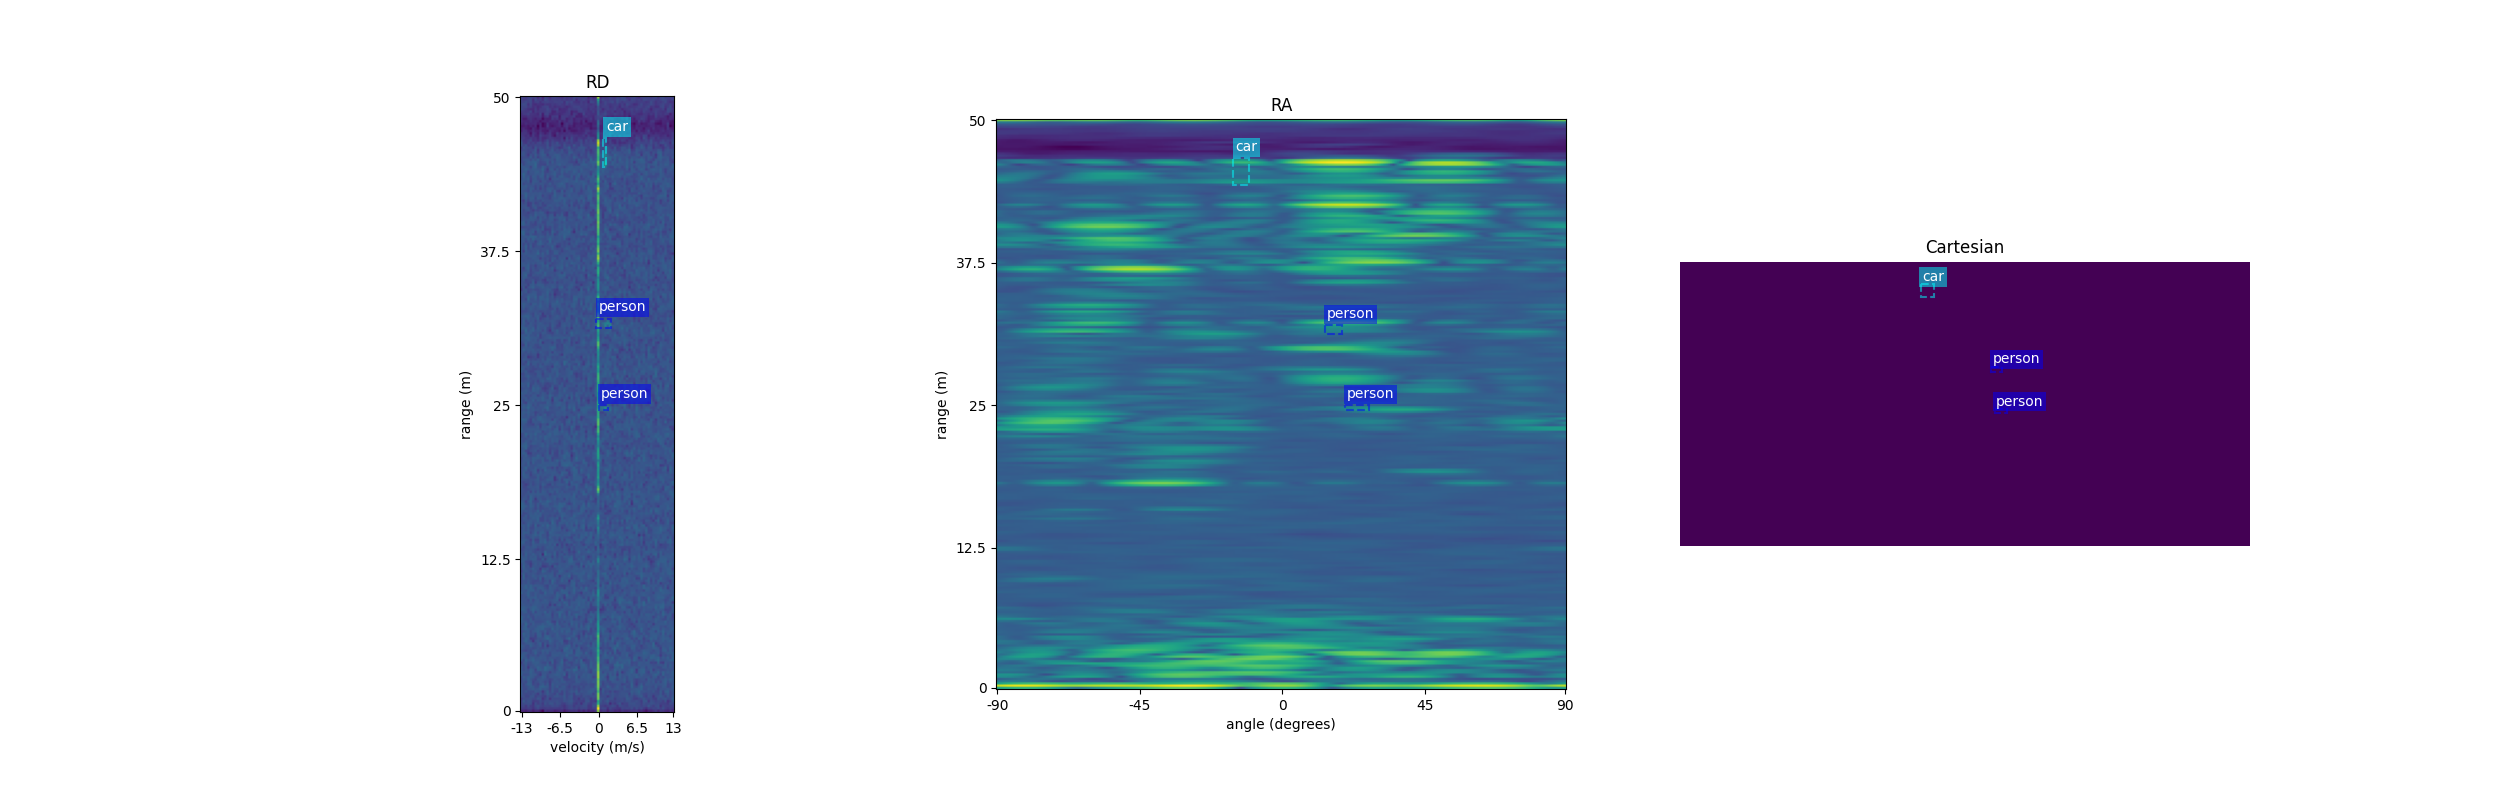 RD
50
37.5
25
12.5
0
range (m)
car
person
person
-13 -6.5 0 6.5 13
velocity (m/s)
RA
50
37.5
25
12.5
0
range (m)
car
person
person
-90 -45 0 45 90
angle (degrees)
Cartesian
car
person
person